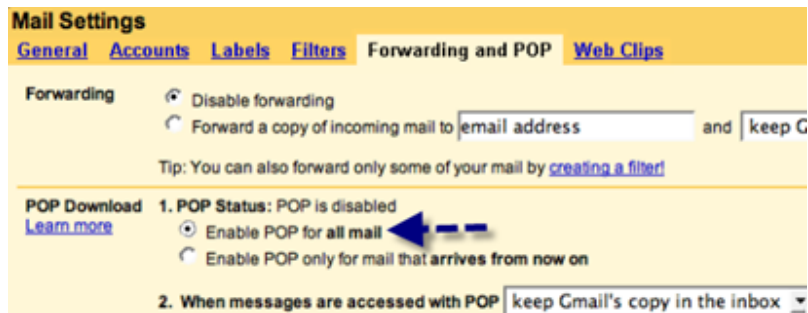 Mail Settings
General Accounts Labels Filters Forwarding and POP Web Clips
Forwarding Disable forwarding
Forward a copy of incoming mail to email address and keep G
Tip: You can also forward only some of your mail by creating a filter!
POP Download 1. POP Status: POP is disabled
Learn more Enable POP for all mail
Enable POP only for mail that arrives from now on
2. When messages are accessed with POP keep Gmail's copy in the inbox